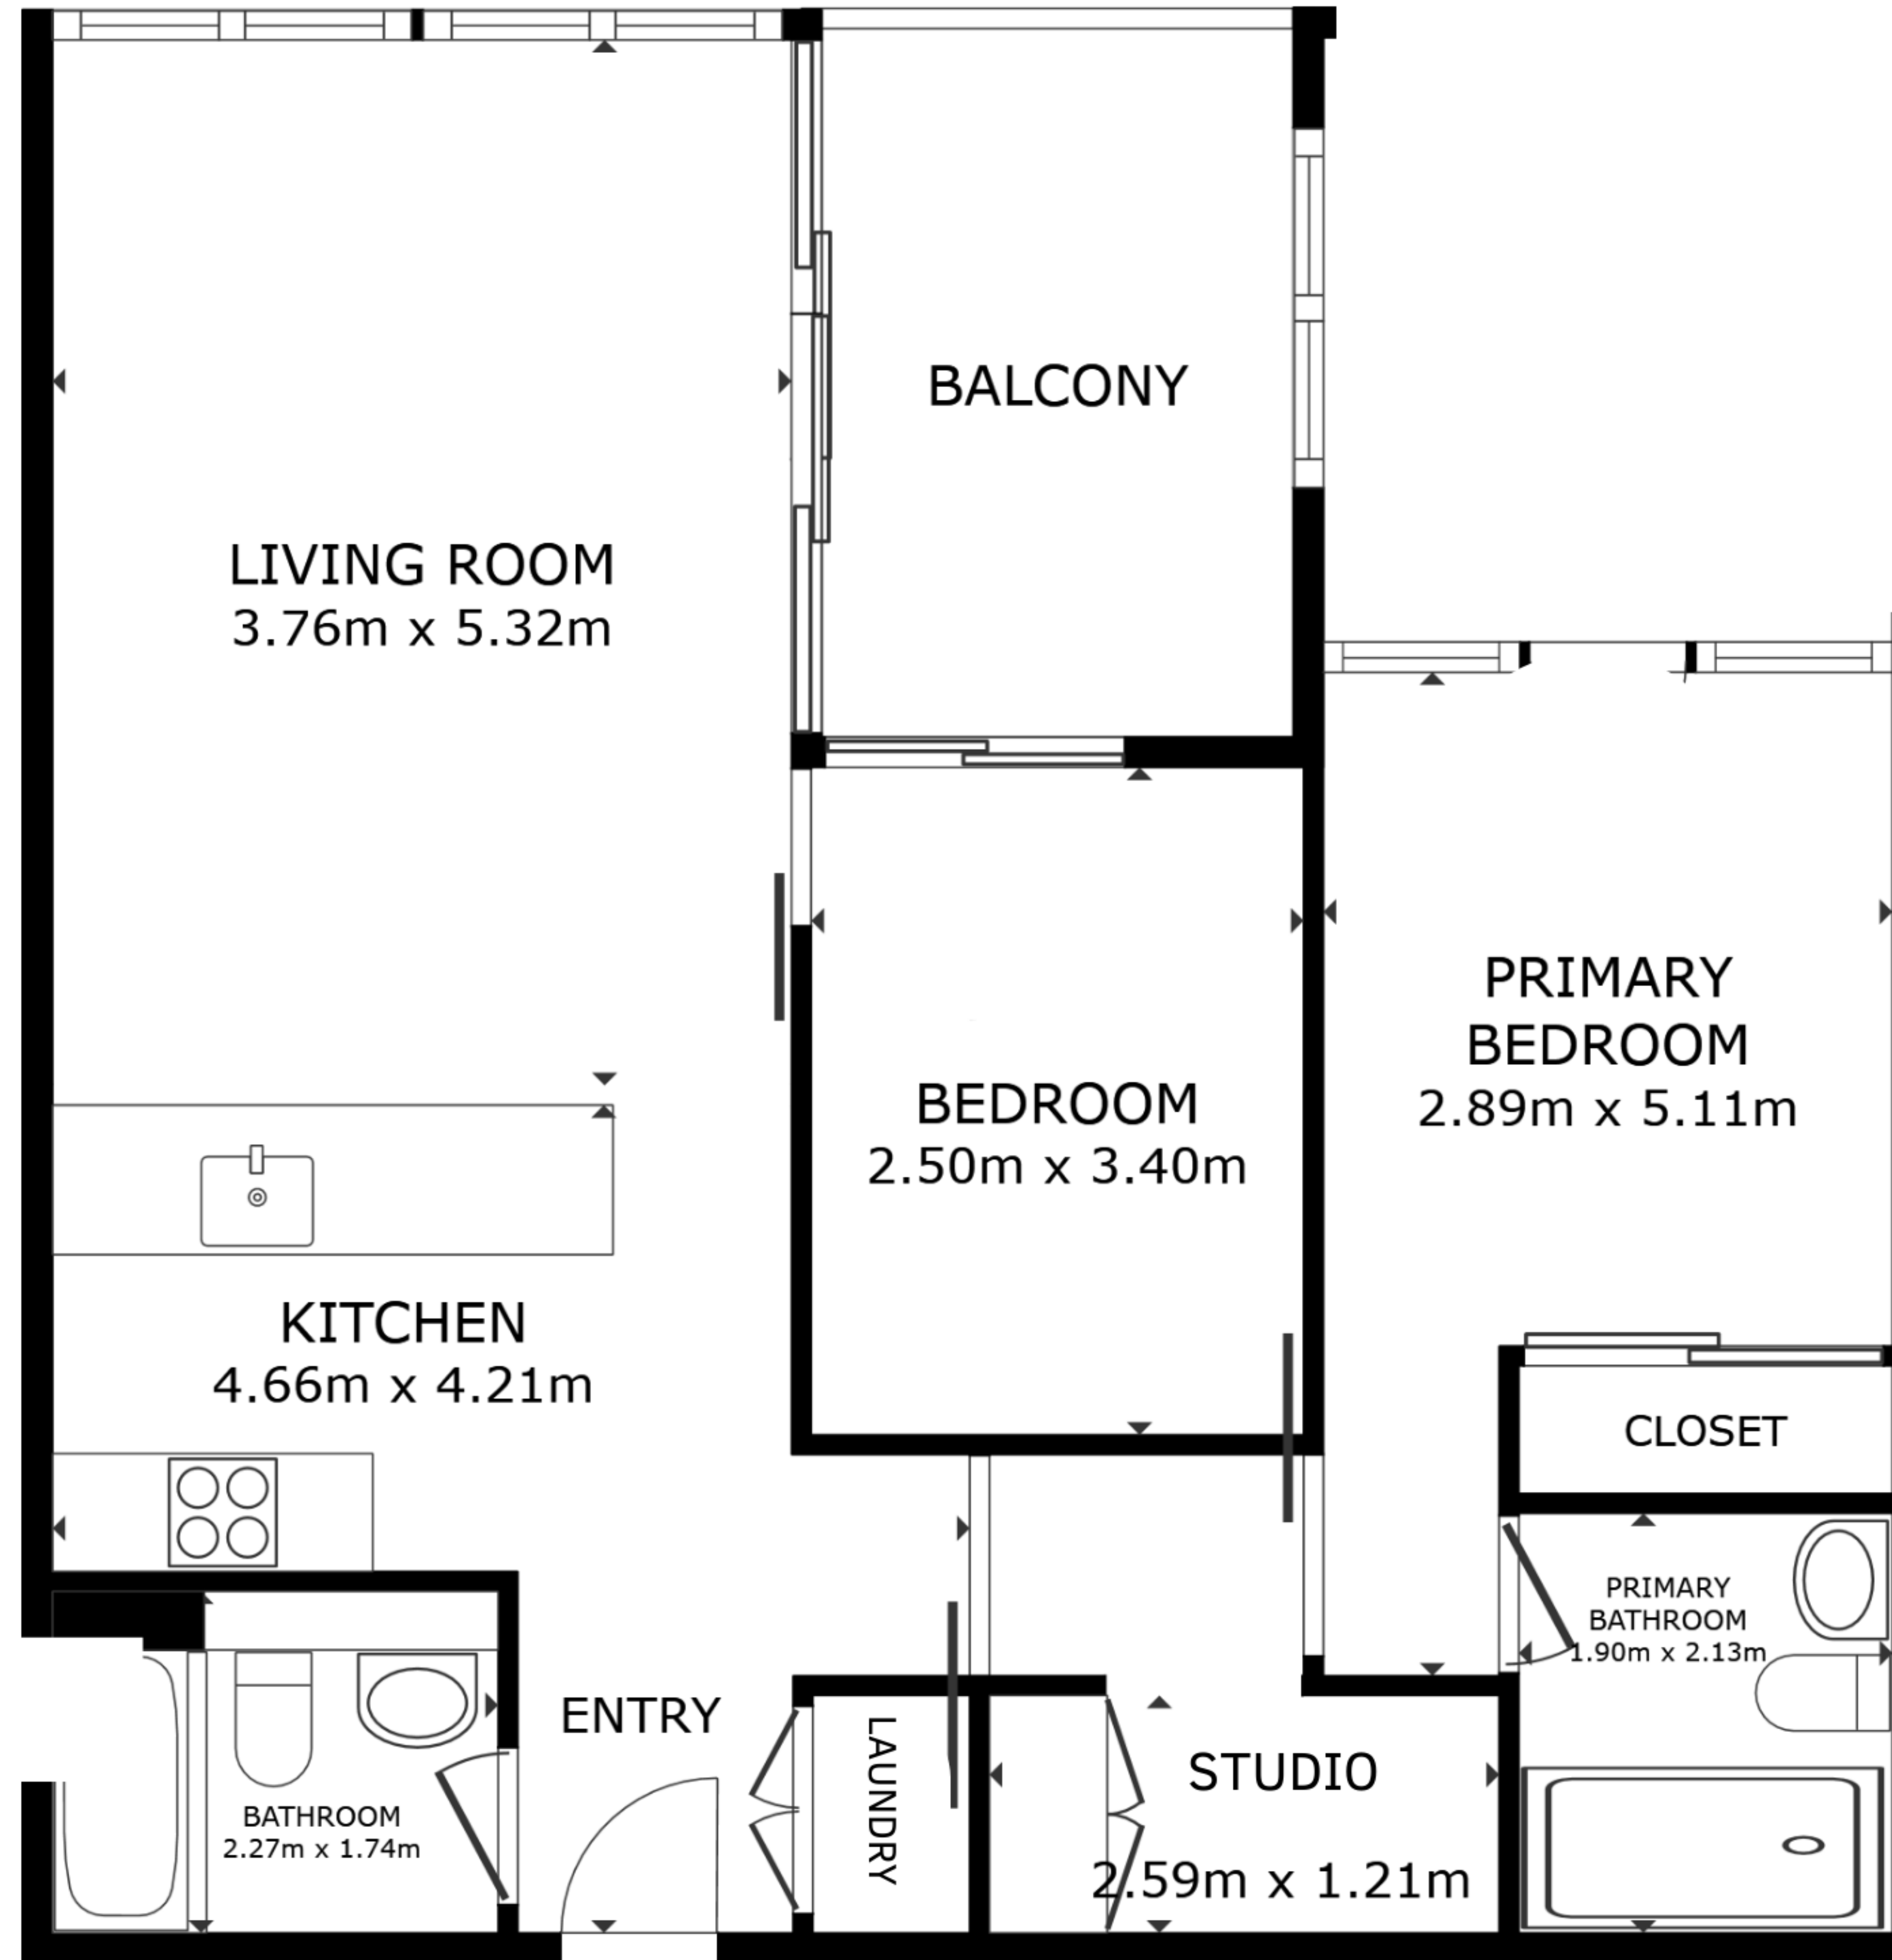 BALCONY
LIVING ROOM
3.76m x 5.32m
PRIMARY
BEDROOM
2.89m x 5.11m
BEDROOM
2.50m x 3.40m
KITCHEN
4.66m x 4.21m
CLOSET
PRIMARY
BATHROOM
1.90m x 2.13m
ENTRY
LAUNDRY
STUDIO
2.59m x 1.21m
BATHROOM
2.27m x 1.74m